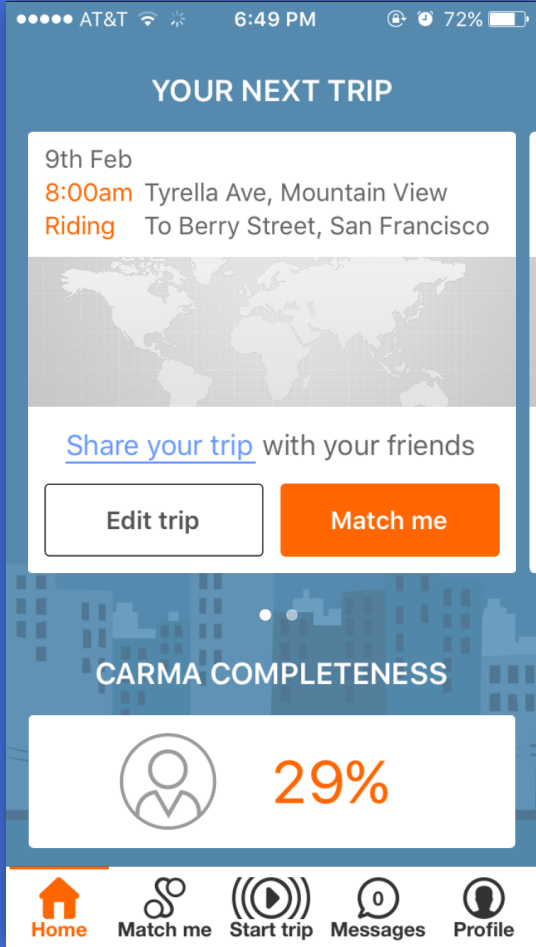 AT&T 6:49 PM 72%
YOUR NEXT TRIP
9th Feb
8:00am Tyrella Ave, Mountain View
Riding To Berry Street, San Francisco
Share your trip with your friends
Edit trip Match me
CARMA COMPLETENESS
29%
0
Home Match me Start trip Messages Profile